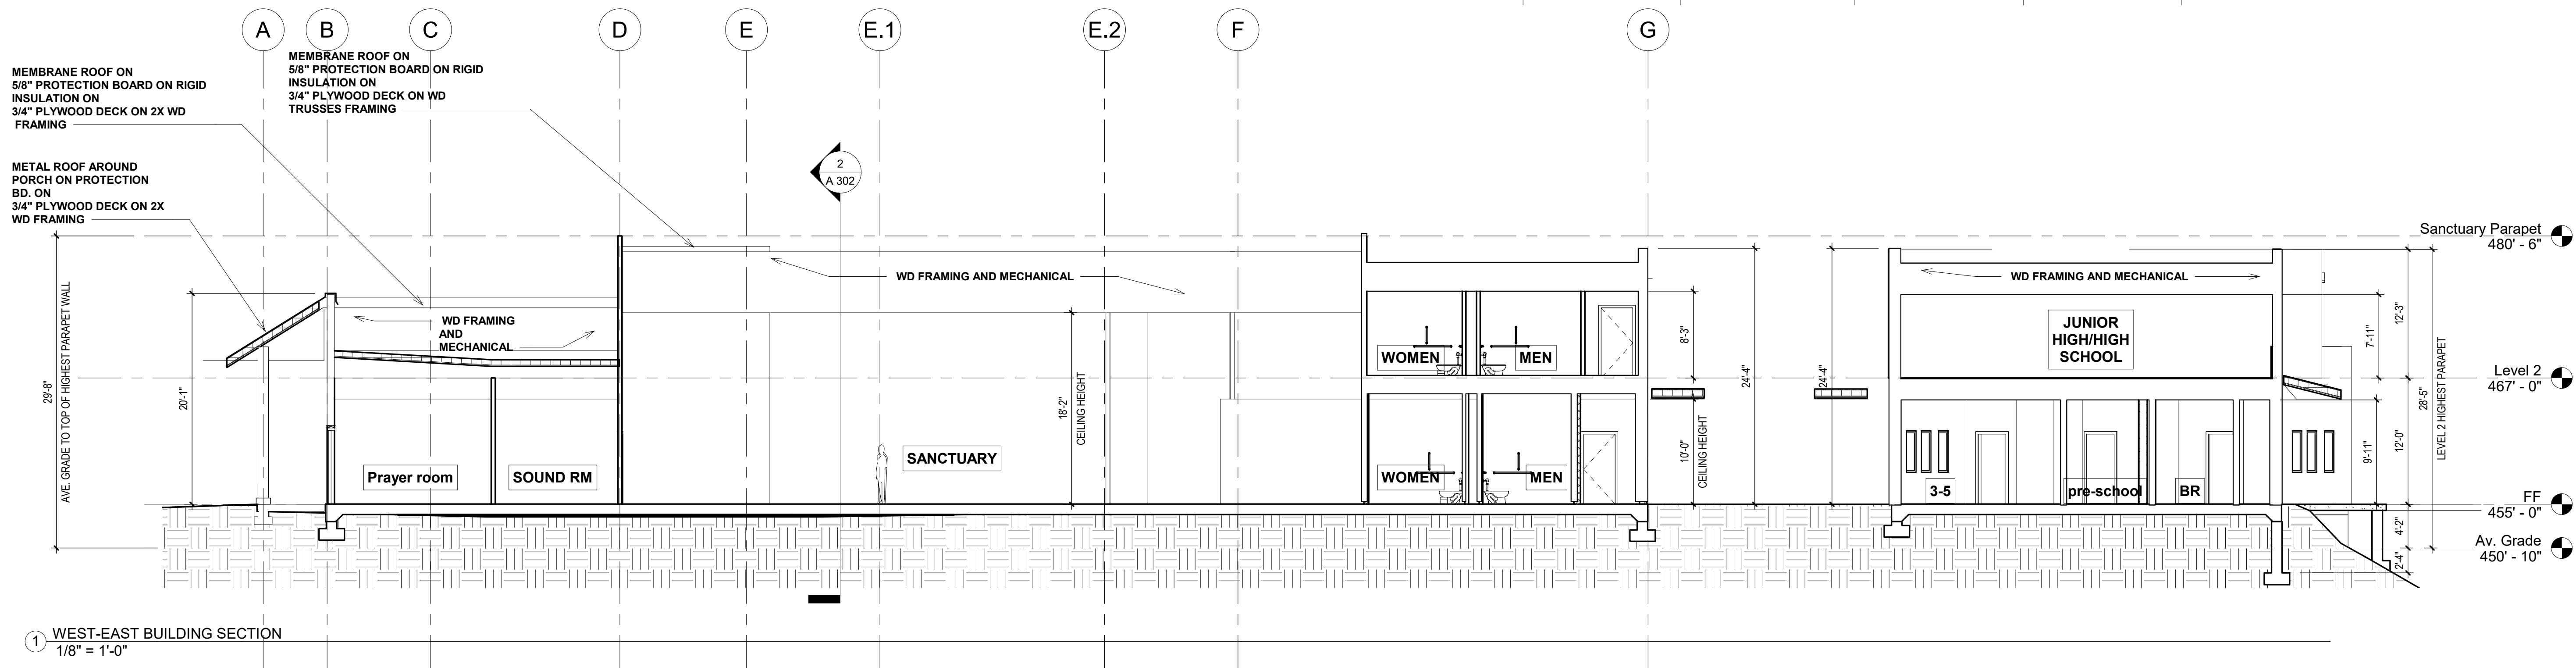 A
B
C
D
E
E.1
E.2
F
G
MEMBRANE ROOF ON
5/8" PROTECTION BOARD ON RIGID
INSULATION ON
3/4" PLYWOOD DECK ON 2X WD
FRAMING
MEMBRANE ROOF ON
5/8" PROTECTION BOARD ON RIGID
INSULATION ON
3/4" PLYWOOD DECK ON WD
TRUSSES FRAMING
METAL ROOF AROUND
PORCH ON PROTECTION
BD. ON
3/4" PLYWOOD DECK ON 2X
WD FRAMING
2
A 302
29'-8"
AVE. GRADE TO TOP OF HIGHEST PARAPET WALL
20'-1"
WD FRAMING
AND
MECHANICAL
Prayer room
SOUND RM
WD FRAMING AND MECHANICAL
18'-2"
CEILING HEIGHT
SANCTUARY
WOMEN
MEN
WOMEN
MEN
8'-3"
10'-0"
CEILING HEIGHT
24'-4"
24'-4"
WD FRAMING AND MECHANICAL
JUNIOR
HIGH/HIGH
SCHOOL
3-5
pre-school
BR
7'-11"
9'-11"
12'-3"
12'-0"
4'-2"
2'-4"
28'-5"
LEVEL 2 HIGHEST PARAPET
Sanctuary Parapet
480' - 6"
Level 2
467' - 0"
FF
455' - 0"
Av. Grade
450' - 10"
1
WEST-EAST BUILDING SECTION
1/8" = 1'-0"